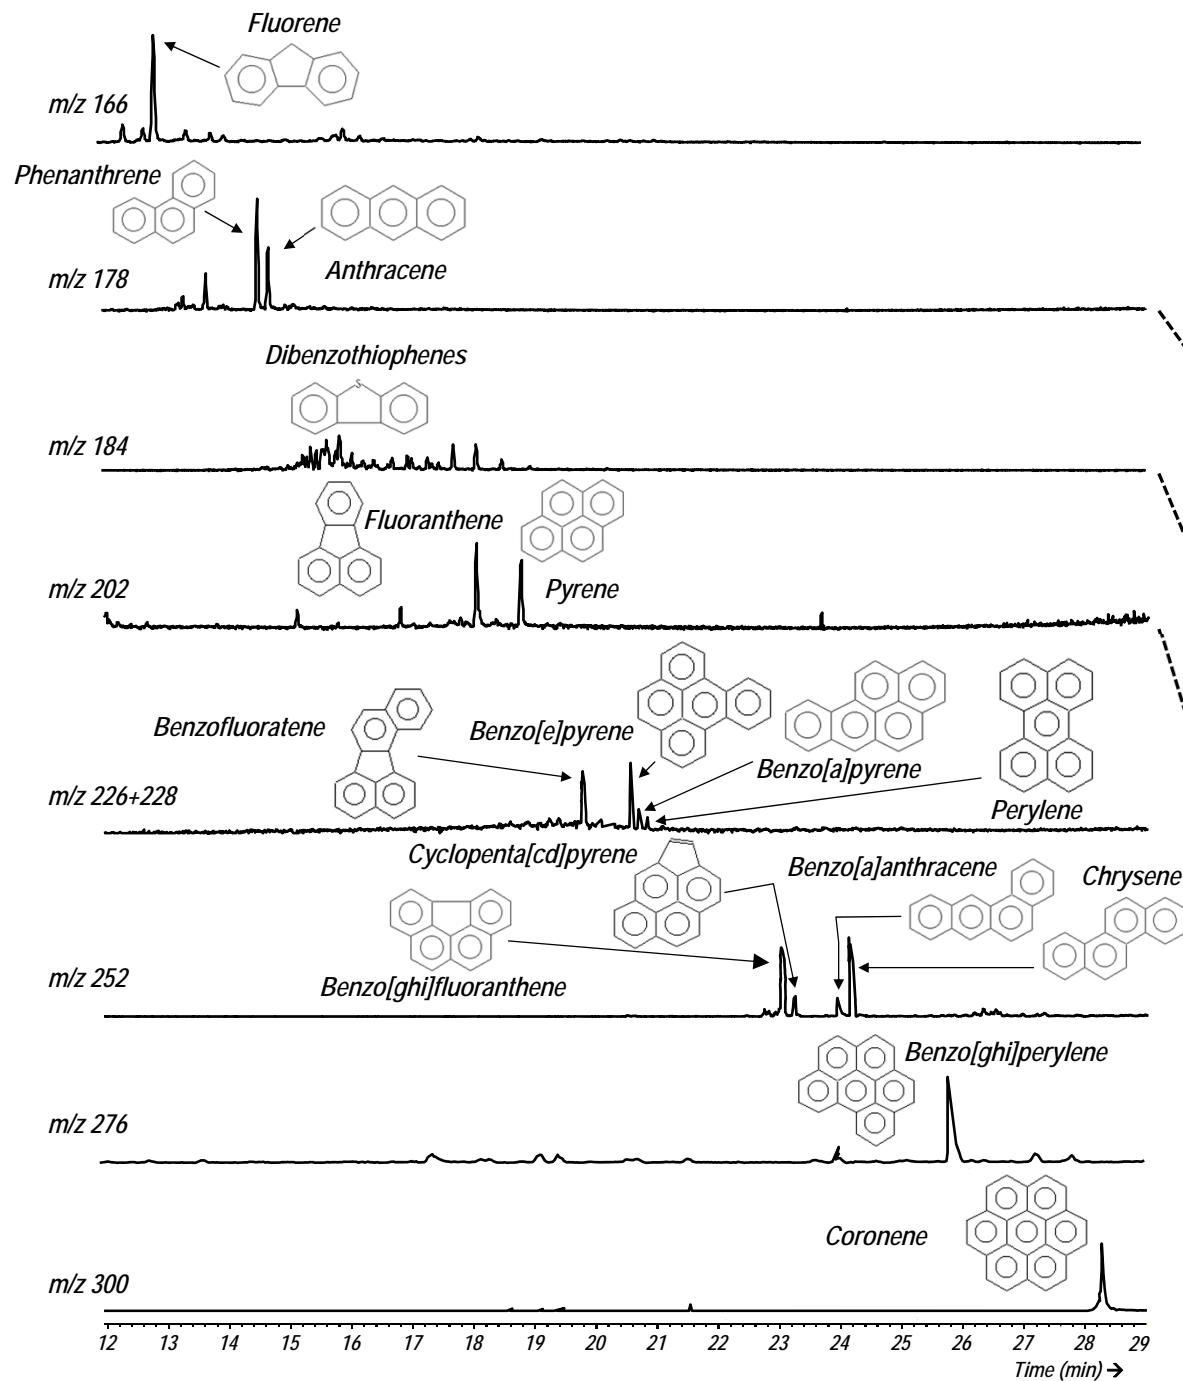 Fluorene
m/z 166
Phenanthrene
Anthracene
m/z 178
Dibenzothiophenes
S
m/z 184
Fluoranthene
Pyrene
m/z 202
Benzofluoratene
Benzo[e]pyrene
Benzo[a]pyrene
Perylene
m/z 226+228
Cyclopenta[cd]pyrene
Benzo[a]anthracene
Chrysene
m/z 252
Benzo[ghi]fluoranthene
Benzo[ghi]perylene
m/z 276
Coronene
m/z 300
12 13 14 15 16 17 18 19 20 21 22 23 24 25 26 27 28 29
Time (min) →